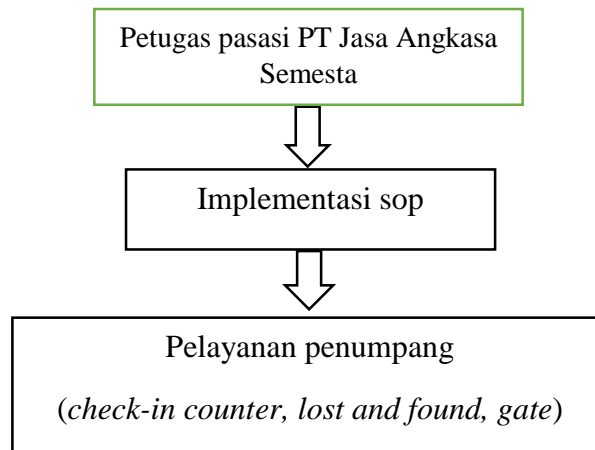 Petugas pasasi PT Jasa Angkasa
Semesta
Implementasi sop
Pelayanan penumpang
(check-in counter, lost and found, gate)